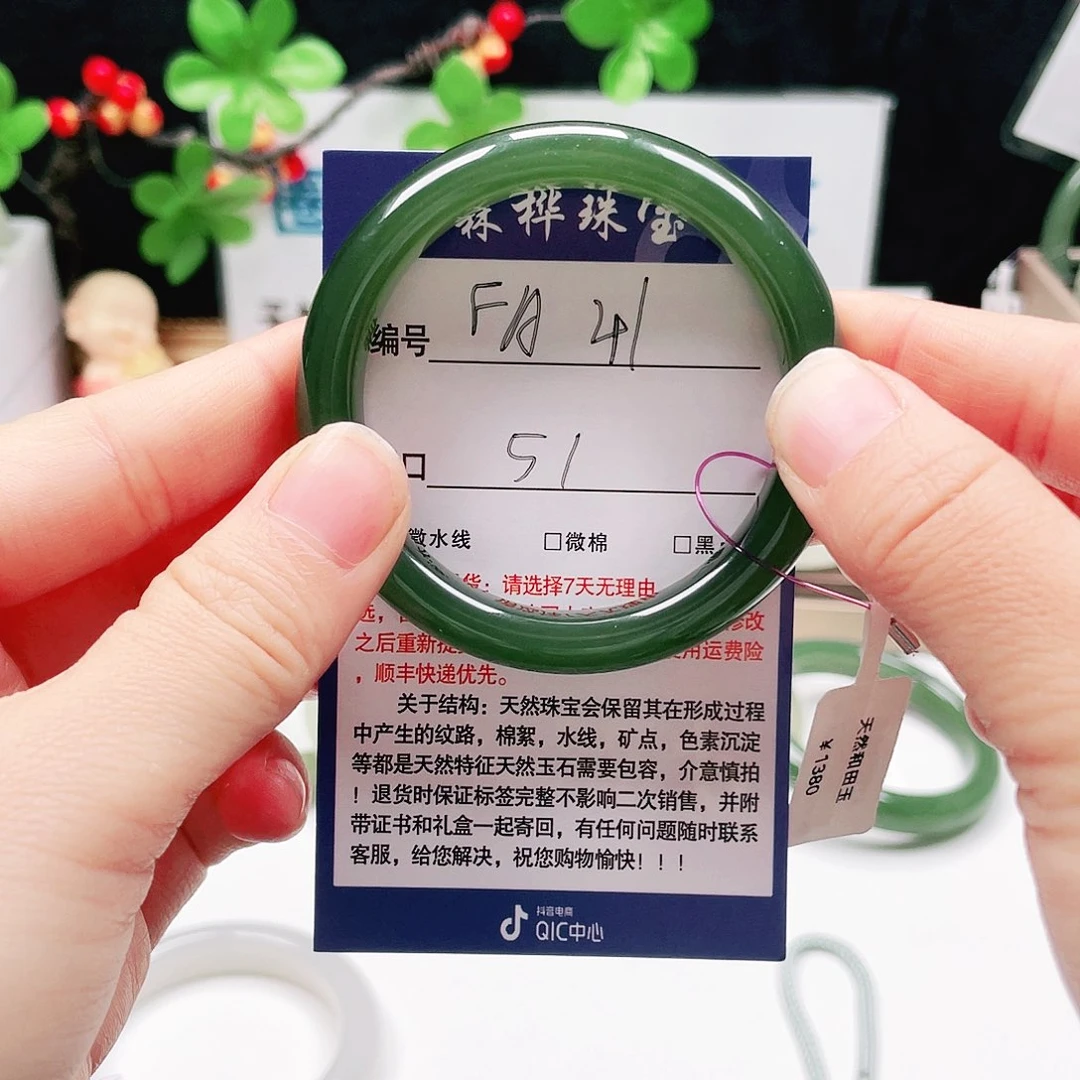 森桦珠宝
编号 FA 41
口 51
微水线 □微棉 □黑
货：请选择7天无理由
选，
修改
之后重新提 用运费险
，顺丰快递优先。
关于结构：天然珠宝会保留其在形成过程
中产生的纹路，棉絮，水线，矿点，色素沉淀
等都是天然特征天然玉石需要包容，介意慎拍
！退货时保证标签完整不影响二次销售，并附
带证书和礼盒一起寄回，有任何问题随时联系
客服，给您解决，祝您购物愉快！！！
抖音电商
QIC中心
天然和田玉
￥1380